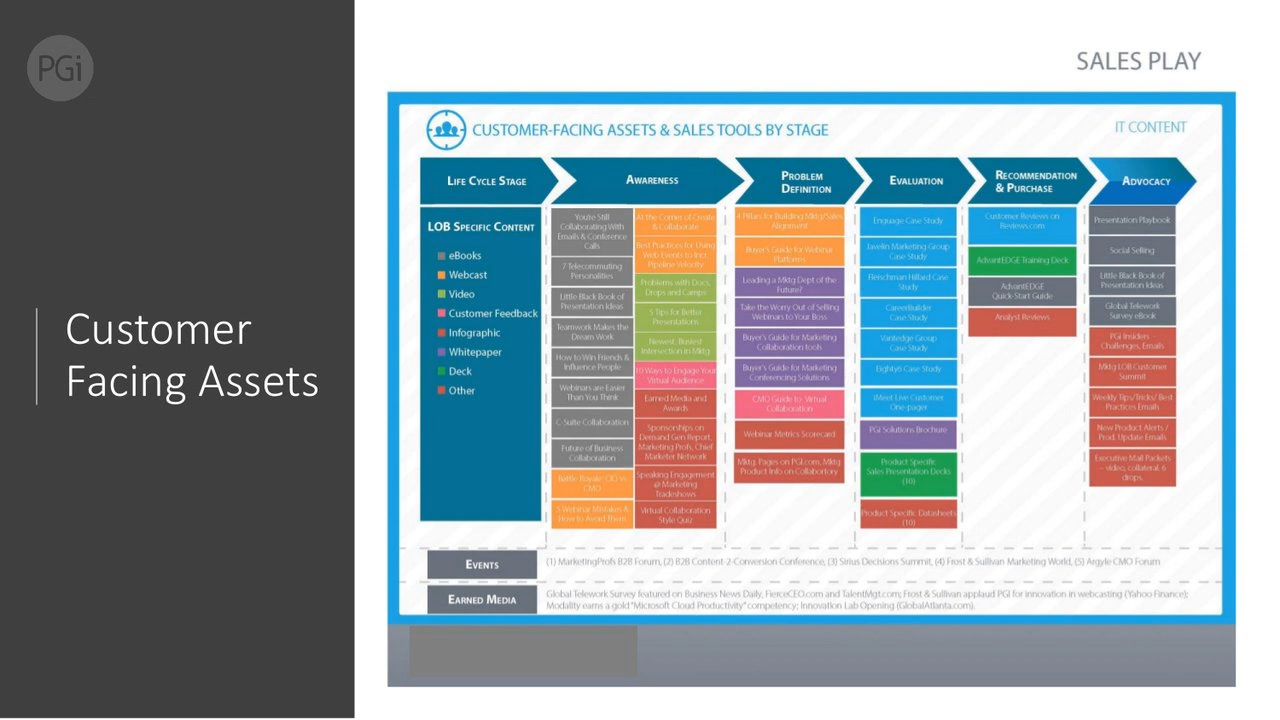 PGi
Customer
Facing Assets
SALES PLAY
CUSTOMER-FACING ASSETS & SALES TOOLS BY STAGE
IT CONTENT
LIFE CYCLE STAGE
AWARENESS
PROBLEM
DEFINITION
EVALUATION
RECOMMENDATION
& PURCHASE
ADVOCACY
LOB SPECIFIC CONTENT
eBooks
Webcast
Video
Customer Feedback
Infographic
Whitepaper
Deck
Other
You're Still
Collaborating With
Emails & Conference
Calls
7 Telecommuting
Personalities
Little Black Book of
Presentation Ideas
Teamwork Makes the
Dream Work
How to Win Friends &
Influence People
Webinars are Easier
Than You Think
C-Suite Collaboration
Future of Business
Collaboration
Battle Royale: CIO vs
CMO
5 Webinar Mistakes &
How to Avoid Them
At the Corner of Create
& Collaborate
Best Practices for Using
Web Events to Incr.
Pipeline Velocity
Problems with Docs,
Drops and Camps
5 Tips for Better
Presentations
Newest, Busiest
Intersection in Mktg
10 Ways to Engage Your
Virtual Audience
Earned Media and
Awards
Sponsorships on
Demand Gen Report,
Marketing Profs, Chief
Marketer Network
Speaking Engagement
@ Marketing
Tradeshows
Virtual Collaboration
Style Quiz
4 Pillars for Building Mktg/Sales
Alignment
Buyer's Guide for Webinar
Platforms
Leading a Mktg Dept of the
Future?
Take the Worry Out of Selling
Webinars to Your Boss
Buyer's Guide for Marketing
Collaboration tools
Buyer's Guide for Marketing
Conferencing Solutions
CMO Guide to Virtual
Collaboration
Webinar Metrics Scorecard
Mktg. Pages on PGi.com, Mktg
Product Info on Collabortory
Enguage Case Study
Javelin Marketing Group
Case Study
Fleischman Hillard Case
Study
CareerBuilder
Case Study
Vantedge Group
Case Study
Eighty6 Case Study
iMeet Live Customer
One-pager
PGi Solutions Brochure
Product Specific
Sales Presentation Decks
(10)
Product Specific Datasheets
(10)
Customer Reviews on
Reviews.com
AdvantEDGE Training Deck
AdvantEDGE
Quick-Start Guide
Analyst Reviews
Presentation Playbook
Social Selling
Little Black Book of
Presentation Ideas
Global Telework
Survey eBook
PGi Insiders
Challenges, Emails
Mktg LOB Customer
Summit
Weekly Tips/Tricks/ Best
Practices Emails
New Product Alerts /
Prod. Update Emails
Executive Mail Packets
– video, collateral, 6
drops.
EVENTS
(1) MarketingProfs B2B Forum, (2) B2B Content-2-Conversion Conference, (3) Sirius Decisions Summit, (4) Frost & Sullivan Marketing World, (5) Argyle CMO Forum
EARNED MEDIA
Global Telework Survey featured on Business News Daily, FierceCEO.com and TalentMgt.com; Frost & Sullivan applaud PGI for innovation in webcasting (Yahoo Finance);
Modality earns a gold "Microsoft Cloud Productivity" competency; Innovation Lab Opening (GlobalAtlanta.com).